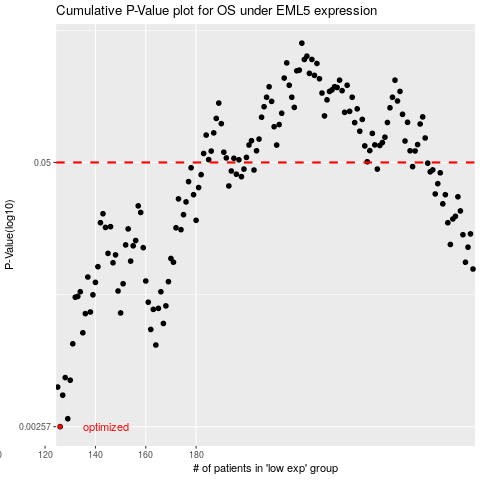 Cumulative P-Value plot for OS under EML5 expression
P-Value(log10)
0.05
0.00257
optimized
0 120 140 160 180
# of patients in 'low exp' group